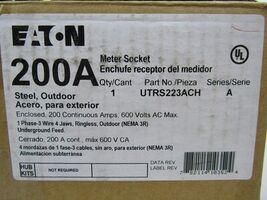 EATON
Meter Socket
Enchufe receptor del medidor
UL
200A
Qty/Cant UTRS/Pieza Series/Serie
1 UTRS223ACH A
Steel, Outdoor
Acero, para exterior
Enclosed, 200 Continuous Amps, 600 Volts AC Max.
1 Phase-3 Wire 4 Jaws, Ringless, Outdoor (NEMA 3R)
Underground Feed.
Cerrado, 200 A cont., máx 600 V CA
4 mordazas de 1 fase-3 cables, sin aro, para exterior (NEMA 3R)
Alimentacion subterránea
DATA REV
LABEL REV
HUB
KITS
NOT REQUIRED